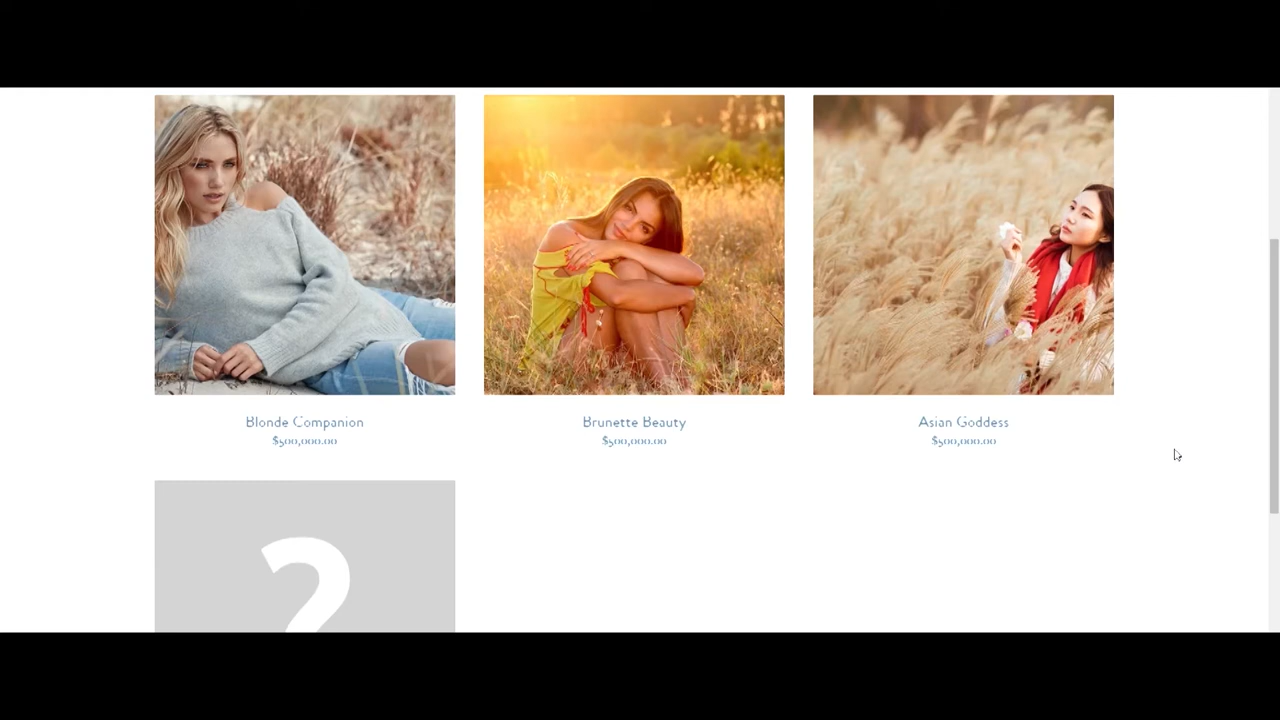 Blonde Companion
Brunette Beauty
Asian Goddess
$500,000.00
$500,000.00
$500,000.00
?